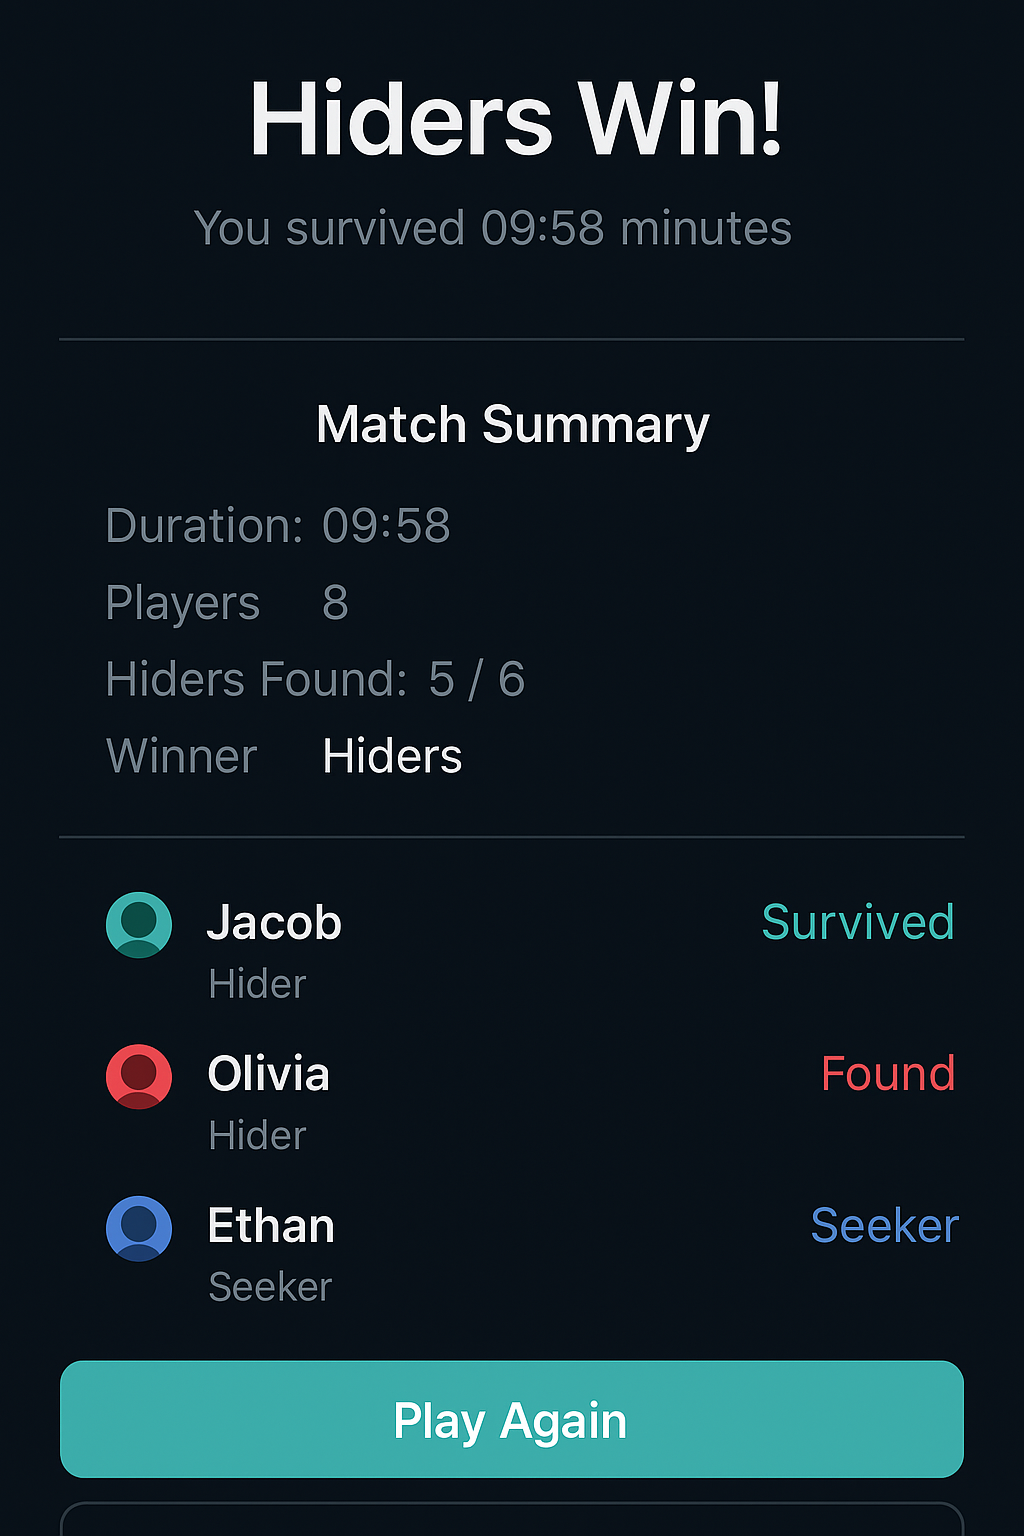 Hiders Win!
You survived 09:58 minutes
Match Summary
Duration: 09:58
Players 8
Hiders Found: 5 / 6
Winner Hiders
Jacob Survived
Hider
Olivia Found
Hider
Ethan Seeker
Seeker
Play Again